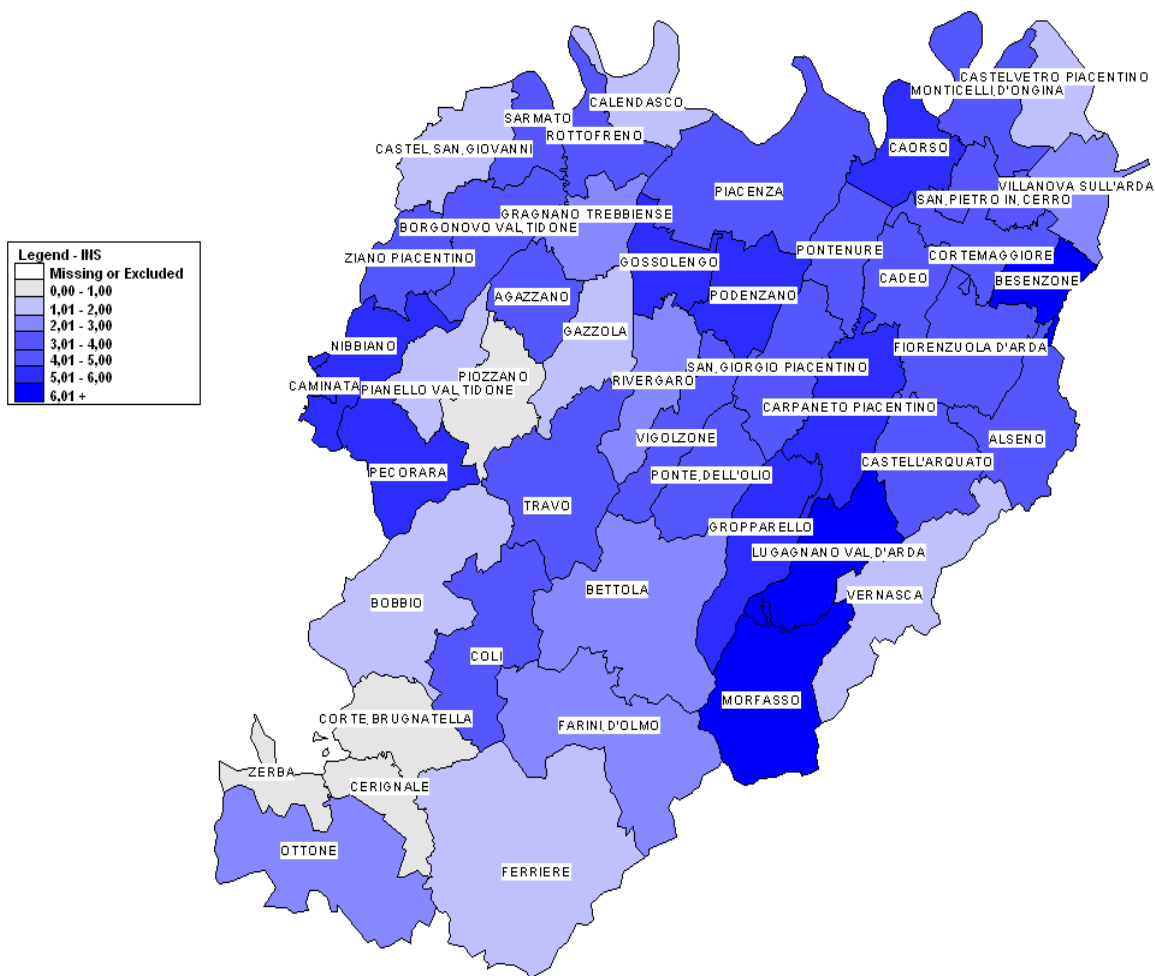 CASTELVETRO PIACENTINO
MONTICELLI,D'ONGINA
CALENDASCO
SARMATO
ROTTOFRENO
CASTEL,SAN,GIOVANNI
CAORSO
PIACENZA
VILLANOVA SULL'ARDA
SAN,PIETRO IN,CERRO
GRAGNANO TREBBIENSE
BORGONOVO VAL,TIDONE
PONTENURE
ZIANO PIACENTINO
GOSSOLENGO
CORTEMAGGIORE
CADEO
BESENZONE
AGAZZANO
PODENZANO
Legend - INS
Missing or Excluded
0,00 - 1,00
1,01 - 2,00
2,01 - 3,00
3,01 - 4,00
4,01 - 5,00
5,01 - 6,00
6,01 +
GAZZOLA
NIBBIANO
FIORENZUOLA D'ARDA
SAN,GIORGIO PIACENTINO
PIOZZANO
RIVERGARO
CAMINATA
PIANELLO VAL,TIDONE
CARPANETO PIACENTINO
VIGOLZONE
ALSENO
CASTELL'ARQUATO
PECORARA
PONTE,DELL'OLIO
TRAVO
GROPPARELLO
LUGAGNANO VAL,D'ARDA
BETTOLA
VERNASCA
BOBBIO
COLI
MORFASSO
CORTE,BRUGNATELLA
FARINI,D'OLMO
ZERBA
CERIGNALE
OTTONE
FERRIERE